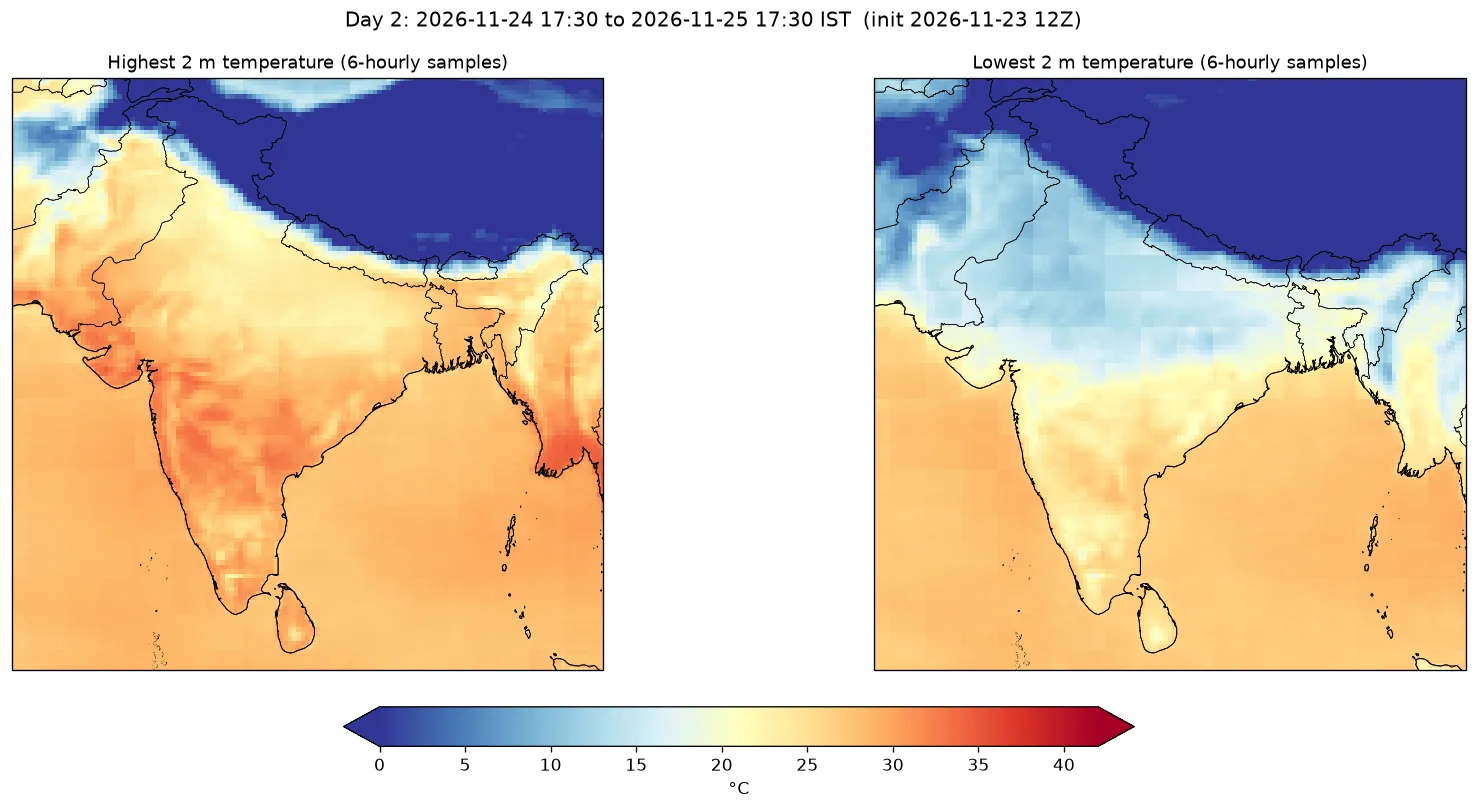 Day 2: 2026-11-24 17:30 to 2026-11-25 17:30 IST  (init 2026-11-23 12Z)
Highest 2 m temperature (6-hourly samples)
Lowest 2 m temperature (6-hourly samples)
0 5 10 15 20 25 30 35 40
°C